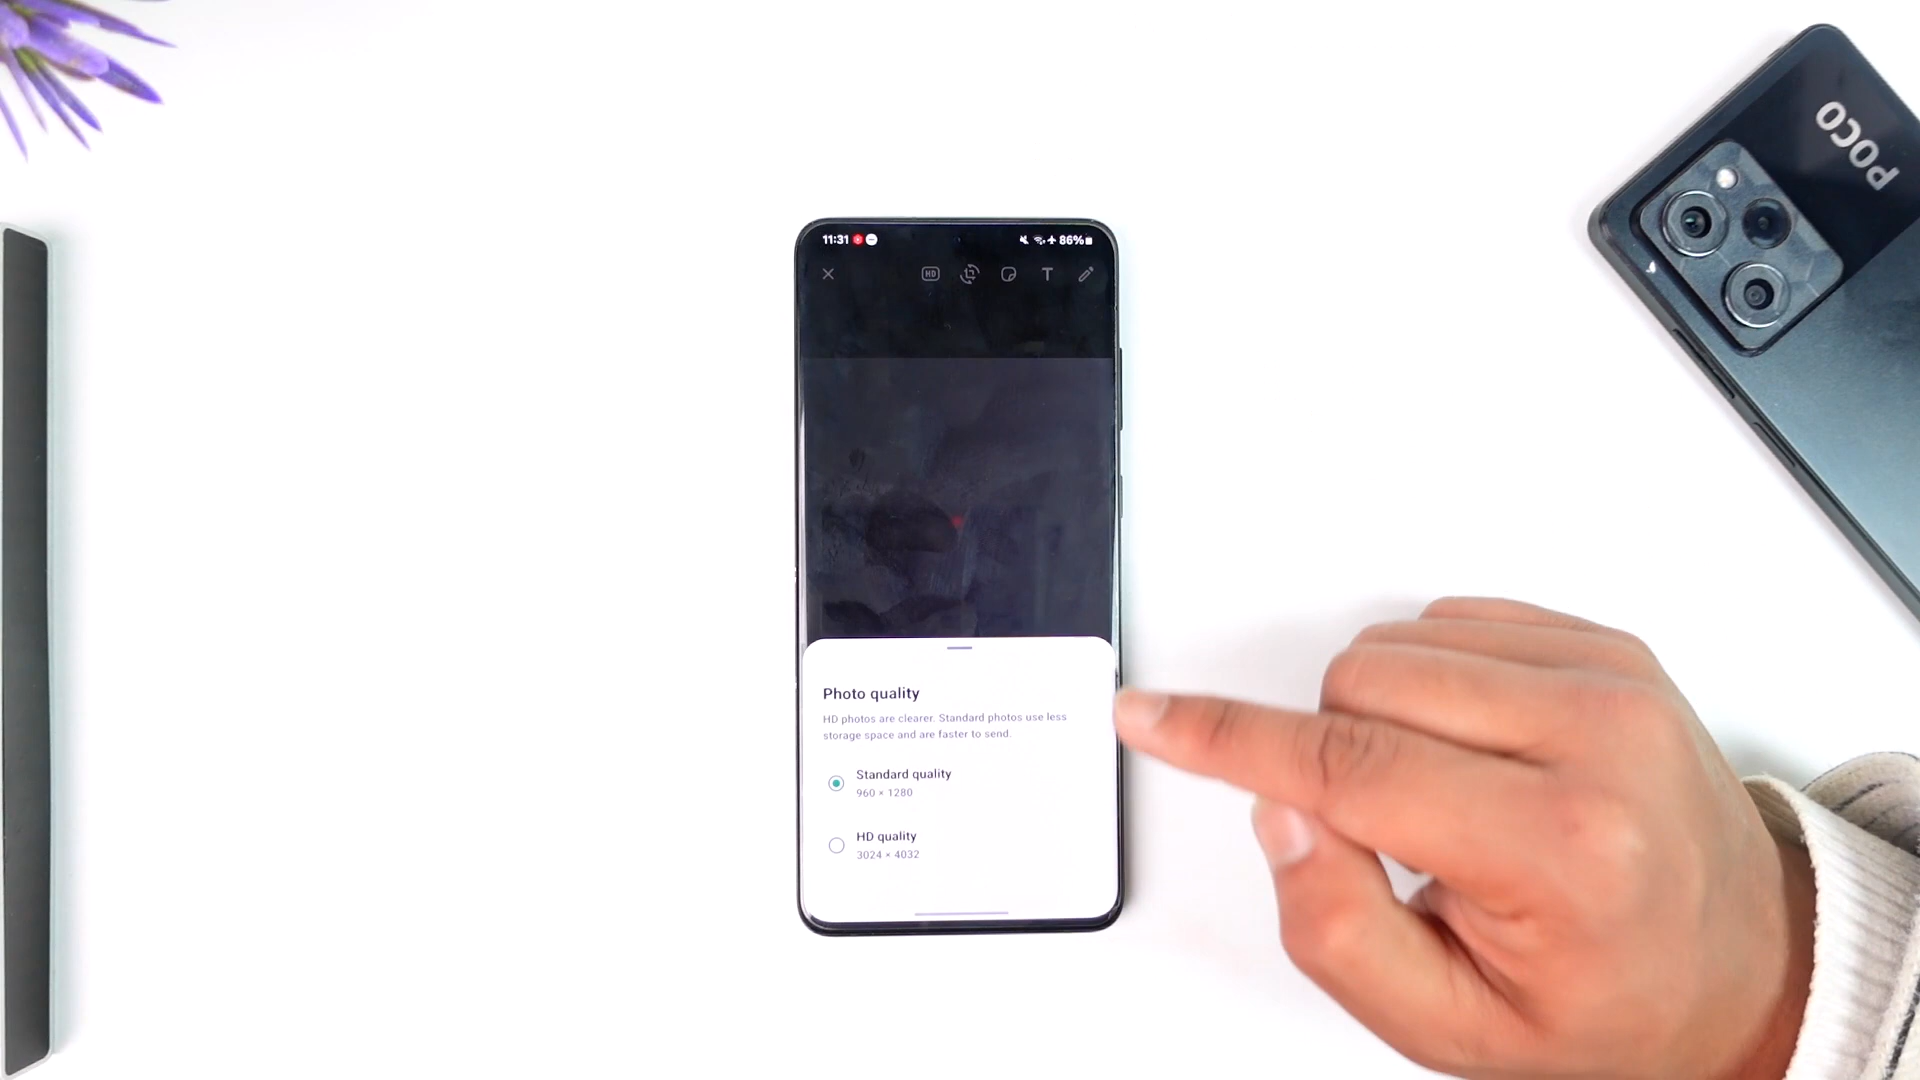 11:31
86%
HD
T
Photo quality
HD photos are clearer. Standard photos use less
storage space and are faster to send.
Standard quality
960 × 1280
HD quality
3024 × 4032
POCO